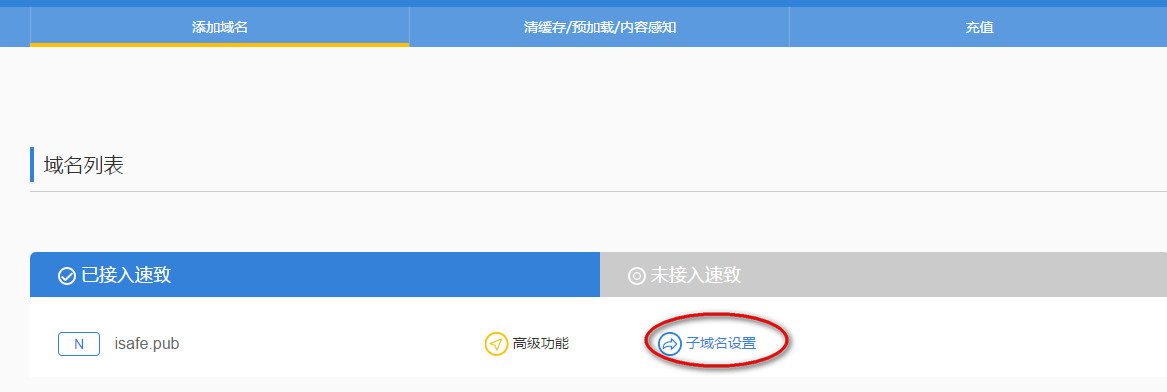 添加域名
清缓存/预加载/内容感知
充值
域名列表
已接入速致
未接入速致
N isafe.pub 高级功能 子域名设置